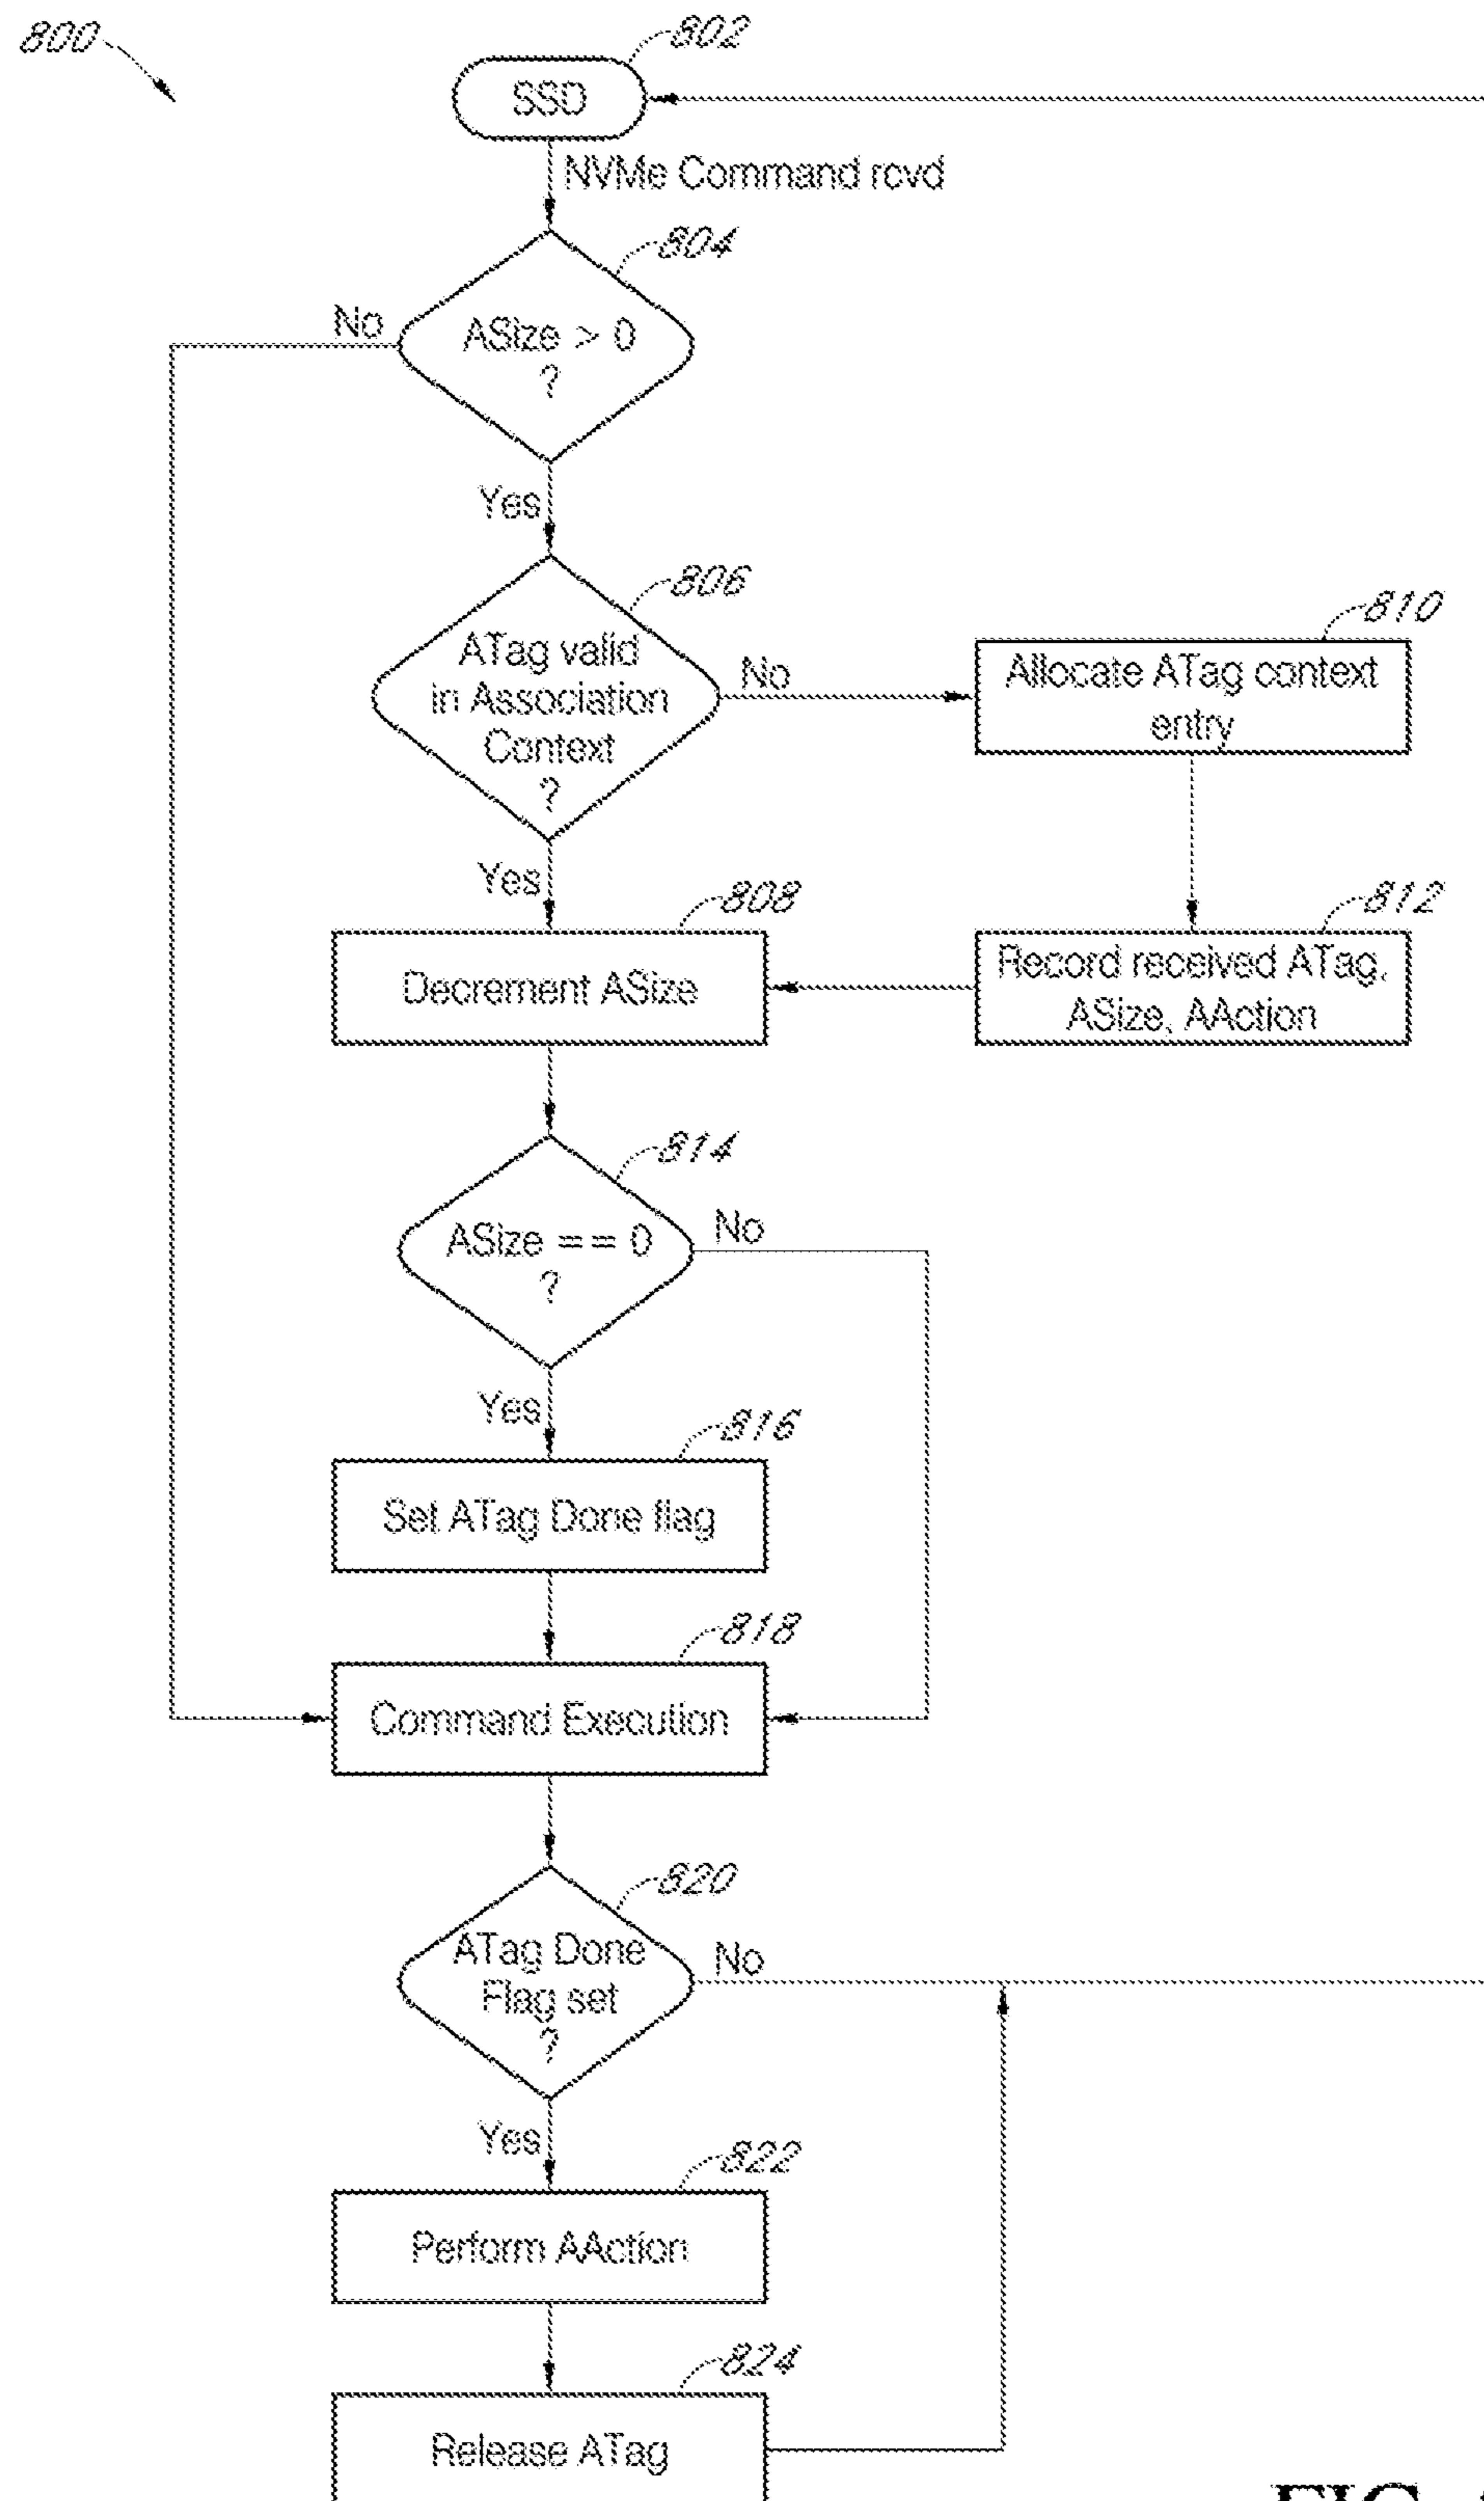 800
802
SSD
NVMe Command rcvd
804
No
ASize > 0
?
Yes
806
810
ATag valid
in Association
Context
?
No
Allocate ATag context
entry
Yes
808
812
Decrement ASize
Record received ATag,
ASize, AAction
814
ASize == 0
?
No
Yes
816
Set ATag Done flag
818
Command Execution
820
ATag Done
Flag set
?
No
Yes
822
Perform AAction
824
Release ATag